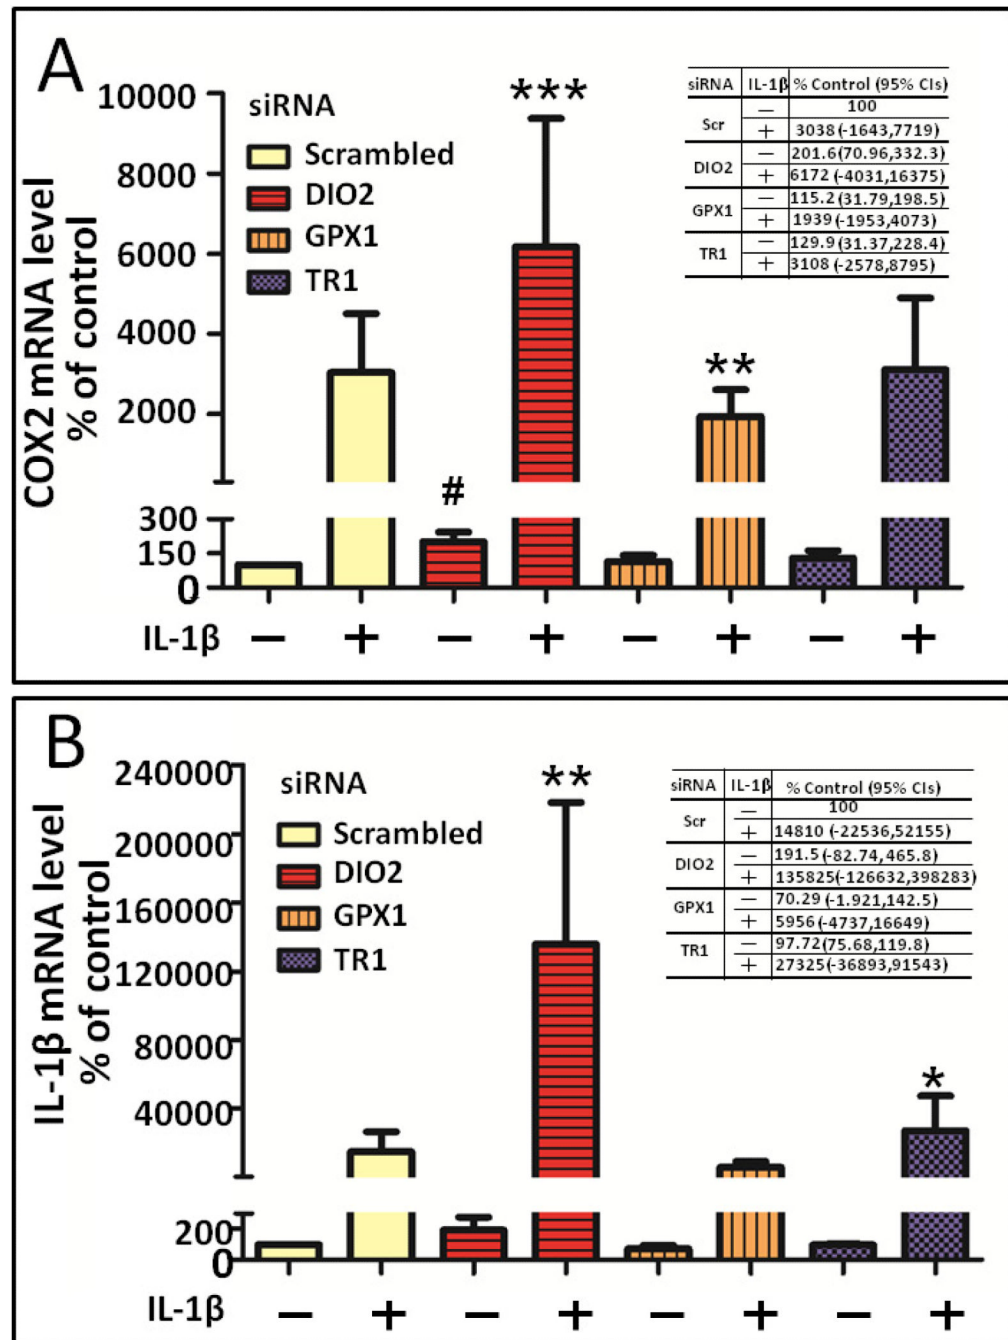 A
COX2 mRNA level
% of control
10000
8000
6000
4000
2000
300
150
0
siRNA
Scrambled
DIO2
GPX1
TR1
***
**
#
siRNA IL-1β % Control (95% CIs)
Scr
— 100
+ 3038 (-1643,7719)
DIO2
— 201.6(70.96,332.3)
+ 6172 (-4031,16375)
GPX1
— 115.2(31.79,198.5)
+ 1939 (-1953,4073)
TR1
— 129.9(31.37,228.4)
+ 3108 (-2578,8795)
IL-1β — + — + — + — +
B
IL-1β mRNA level
% of control
240000
200000
160000
120000
80000
40000
200
0
siRNA
Scrambled
DIO2
GPX1
TR1
**
*
siRNA IL-1β % Control (95% CIs)
Scr
— 100
+ 14810 (-22536,52155)
DIO2
— 191.5(-82.74,465.8)
+ 135825(-126632,398283)
GPX1
— 70.29 (-1.921,142.5)
+ 5956 (-4737,16649)
TR1
— 97.72(75.68,119.8)
+ 27325(-36893,91543)
IL-1β — + — + — + — +